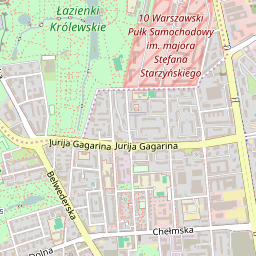 Łazienki
Królewskie
10 Warszawski
Pułk Samochodowy
im. majora
Stefana
Starzyńskiego
Jurija Gagarina
Jurija Gagarina
Belwederska
Chełmska
Dolna